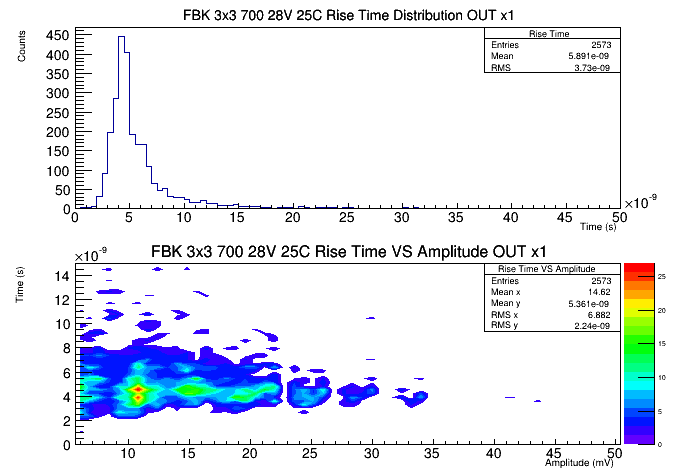 FBK 3x3 700 28V 25C Rise Time Distribution OUT x1
Counts
450
400
350
300
250
200
150
100
50
0
Rise Time
Entries 2573
Mean 5.891e-09
RMS 3.73e-09
0 5 10 15 20 25 30 35 40 45 50
×10-9
Time (s)
FBK 3x3 700 28V 25C Rise Time VS Amplitude OUT x1
×10-9
Time (s)
14
12
10
8
6
4
2
0
Rise Time VS Amplitude
Entries 2573
Mean x 14.62
Mean y 5.361e-09
RMS x 6.882
RMS y 2.24e-09
25
20
15
10
5
0
10 15 20 25 30 35 40 45 50
Amplitude (mV)